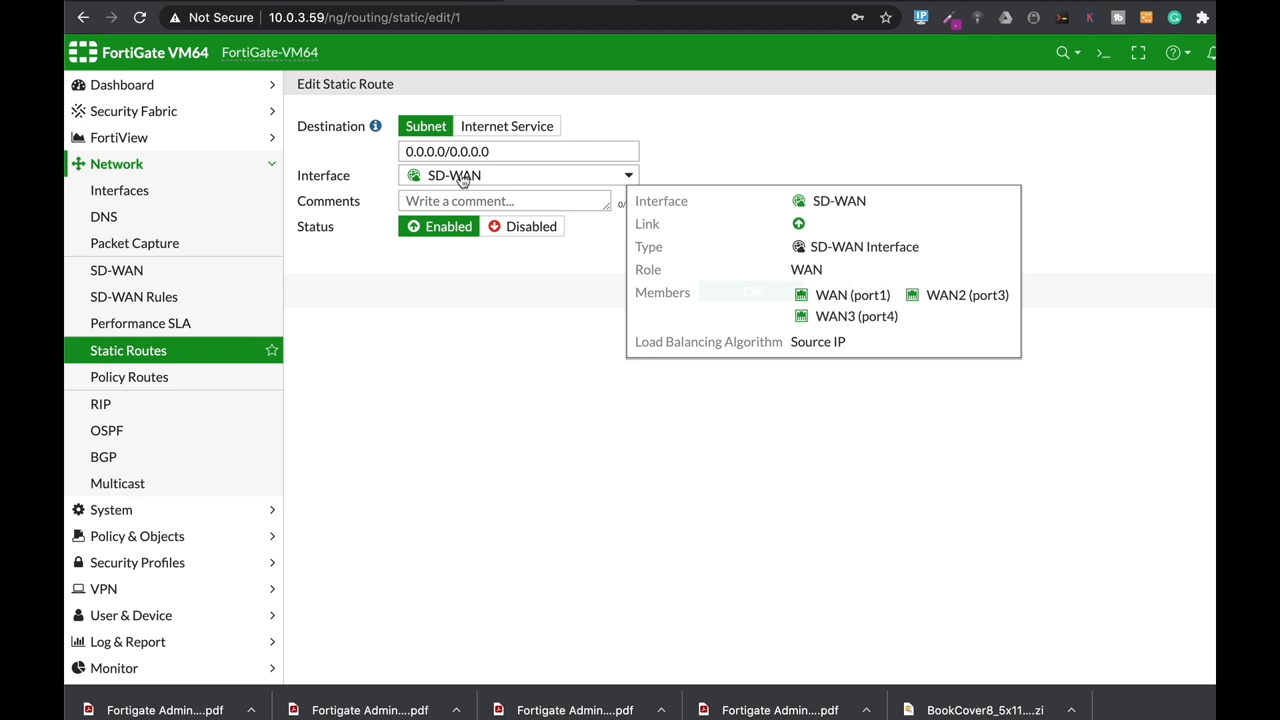 Not Secure 10.0.3.59/ng/routing/static/edit/1
FortiGate VM64 FortiGate-VM64
Dashboard
Security Fabric
FortiView
Network
Interfaces
DNS
Packet Capture
SD-WAN
SD-WAN Rules
Performance SLA
Static Routes
Policy Routes
RIP
OSPF
BGP
Multicast
System
Policy & Objects
Security Profiles
VPN
User & Device
Log & Report
Monitor
Edit Static Route
Destination Subnet Internet Service
0.0.0.0/0.0.0.0
Interface SD-WAN
Comments Write a comment... 0/
Status Enabled Disabled
OK
Interface SD-WAN
Link
Type SD-WAN Interface
Role WAN
Members WAN (port1) WAN2 (port3)
WAN3 (port4)
Load Balancing Algorithm Source IP
Fortigate Admin....pdf Fortigate Admin....pdf Fortigate Admin....pdf Fortigate Admin....pdf BookCover8_5x11....zi